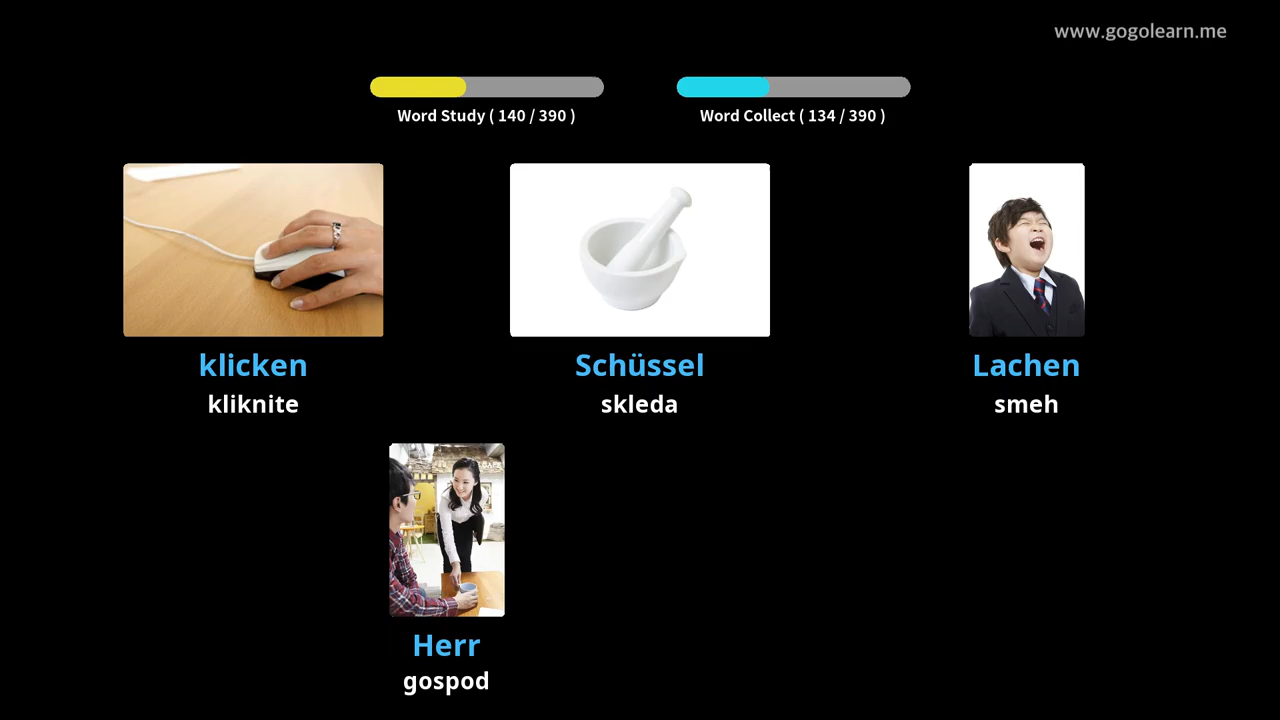 www.gogolearn.me
Word Study ( 140 / 390 )
Word Collect ( 134 / 390 )
klicken
kliknite
Schüssel
skleda
Lachen
smeh
Herr
gospod